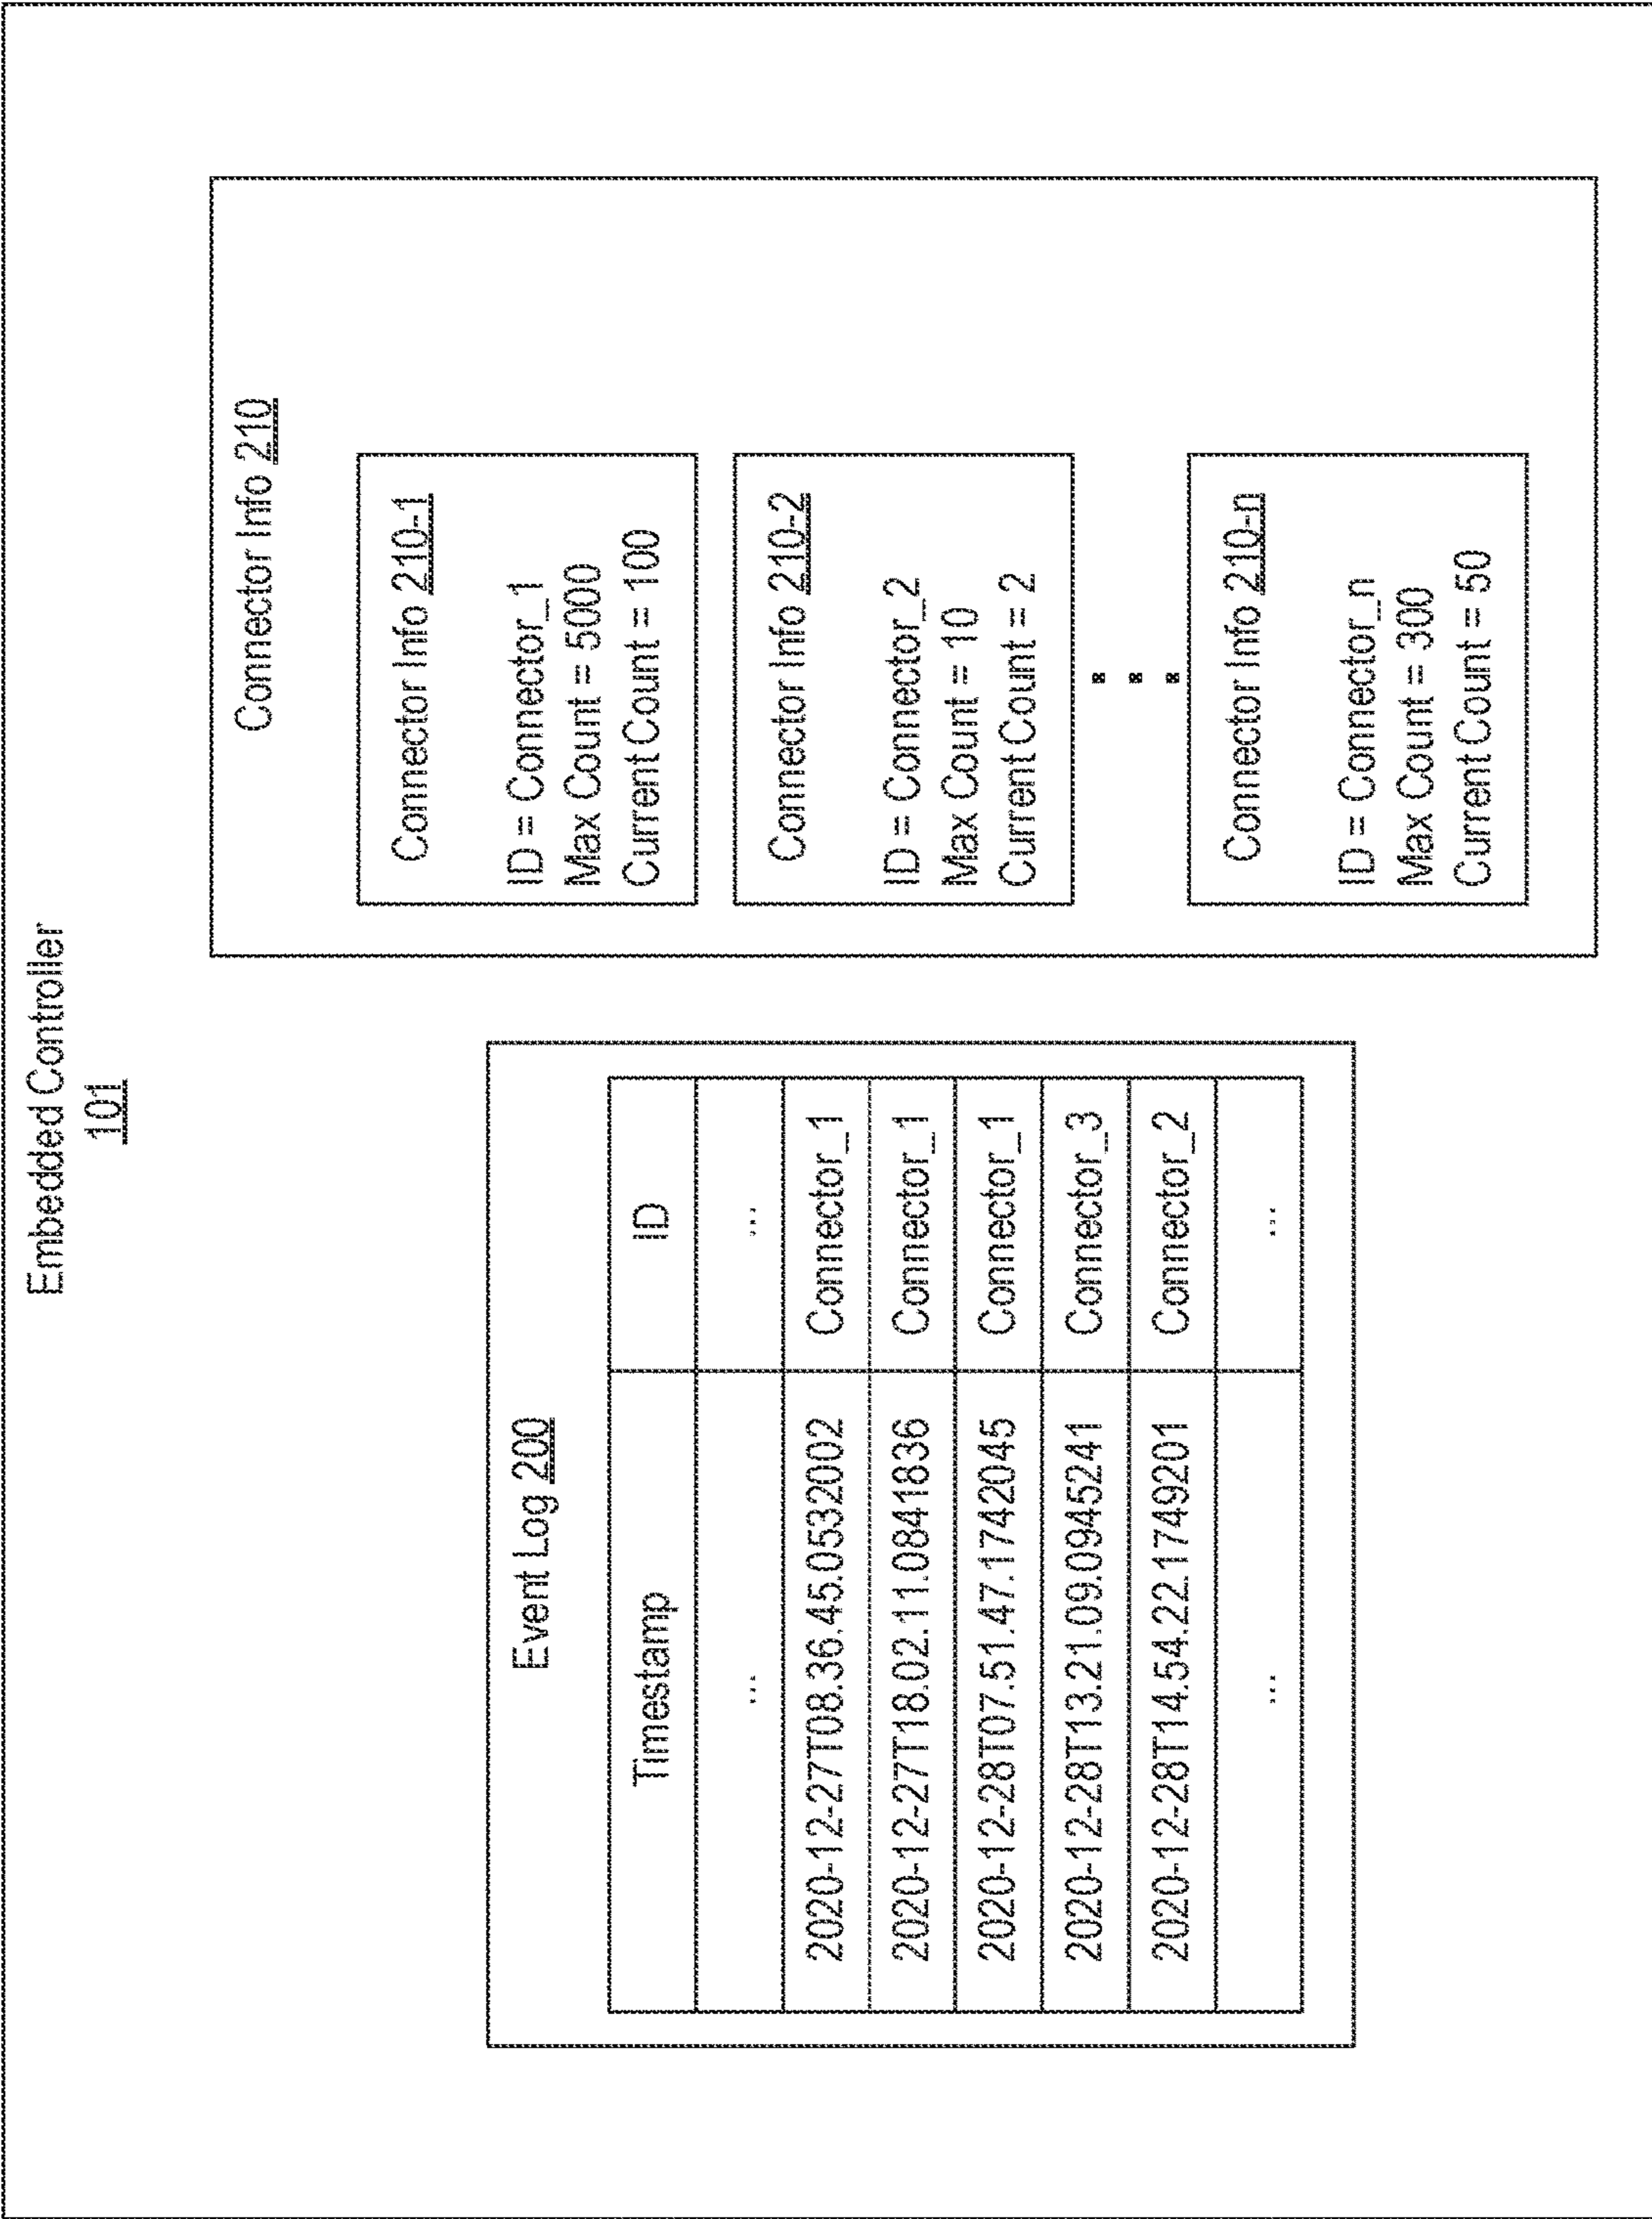 Embedded Controller
101
Event Log 200
Timestamp ID
... ...
2020-12-27T08.36.45.0532002 Connector_1
2020-12-27T18.02.11.0841836 Connector_1
2020-12-28T07.51.47.1742045 Connector_1
2020-12-28T13.21.09.0945241 Connector_3
2020-12-28T14.54.22.1749201 Connector_2
... ...
Connector Info 210
Connector Info 210-1
ID = Connector_1
Max Count = 5000
Current Count = 100
Connector Info 210-2
ID = Connector_2
Max Count = 10
Current Count = 2
Connector Info 210-n
ID = Connector_n
Max Count = 300
Current Count = 50